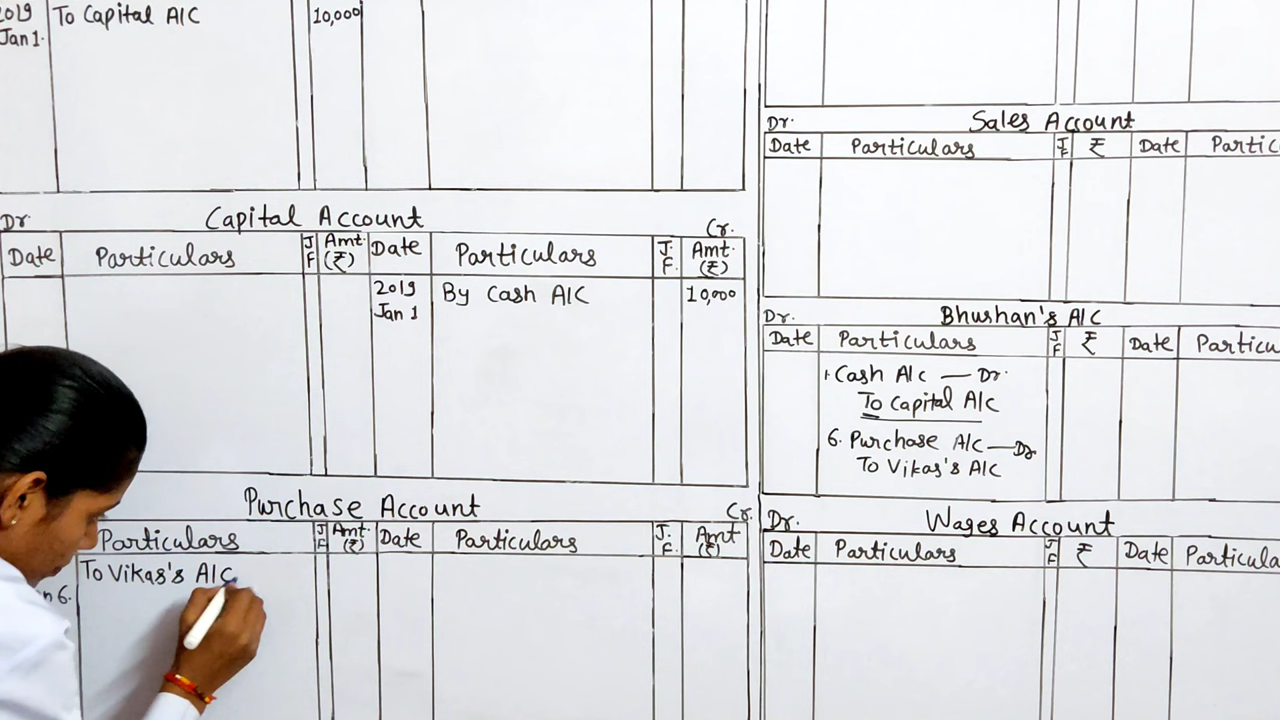 2019 To Capital A/C 10,000
Jan 1.
Dr. Capital Account Cr.
Date Particulars J F Amt. (₹) Date Particulars J. F. Amt. (₹)
2019 By Cash A/C 10,000
Jan 1
Purchase Account Cr.
Particulars J F Amt. (₹) Date Particulars J. F. Amt (₹)
To Vikas's A/C
n 6.
Dr. Sales Account
Date Particulars J F ₹ Date Partic
Dr. Bhushan's A/C
Date Particulars J F ₹ Date Particu
1. Cash A/C — Dr.
To Capital A/C
6. Purchase A/C — Dr
To Vikas's A/C
Dr. Wages Account
Date Particulars J F ₹ Date Particula